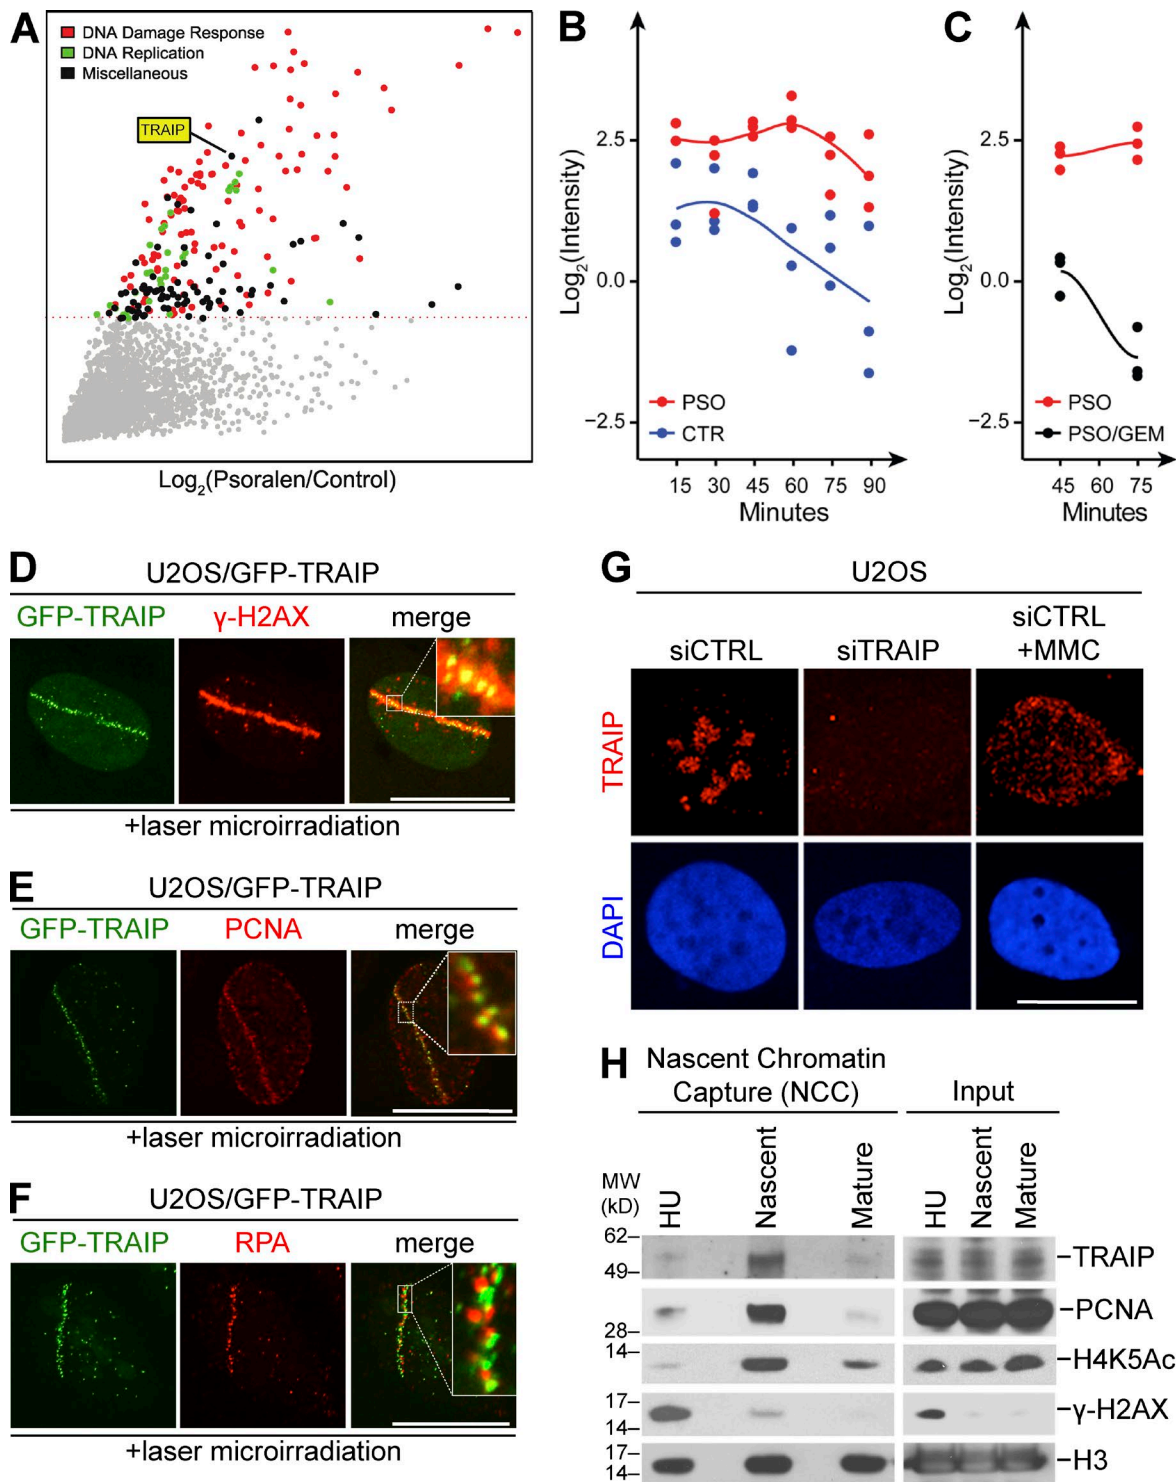 A
DNA Damage Response
DNA Replication
Miscellaneous
TRAIP
Log2(Psoralen/Control)
B
Log2(Intensity)
2.5
0.0
−2.5
PSO
CTR
15 30 45 60 75 90
Minutes
C
Log2(Intensity)
2.5
0.0
−2.5
PSO
PSO/GEM
45 60 75
Minutes
D
U2OS/GFP-TRAIP
GFP-TRAIP γ-H2AX merge
+laser microirradiation
E
U2OS/GFP-TRAIP
GFP-TRAIP PCNA merge
+laser microirradiation
F
U2OS/GFP-TRAIP
GFP-TRAIP RPA merge
+laser microirradiation
G
U2OS
siCTRL siTRAIP siCTRL
+MMC
TRAIP
DAPI
H
Nascent Chromatin
Capture (NCC)
Input
MW
(kD)
HU Nascent Mature HU Nascent Mature
62–
49–
–TRAIP
28–
–PCNA
14–
–H4K5Ac
17–
14–
–γ-H2AX
17–
14–
–H3